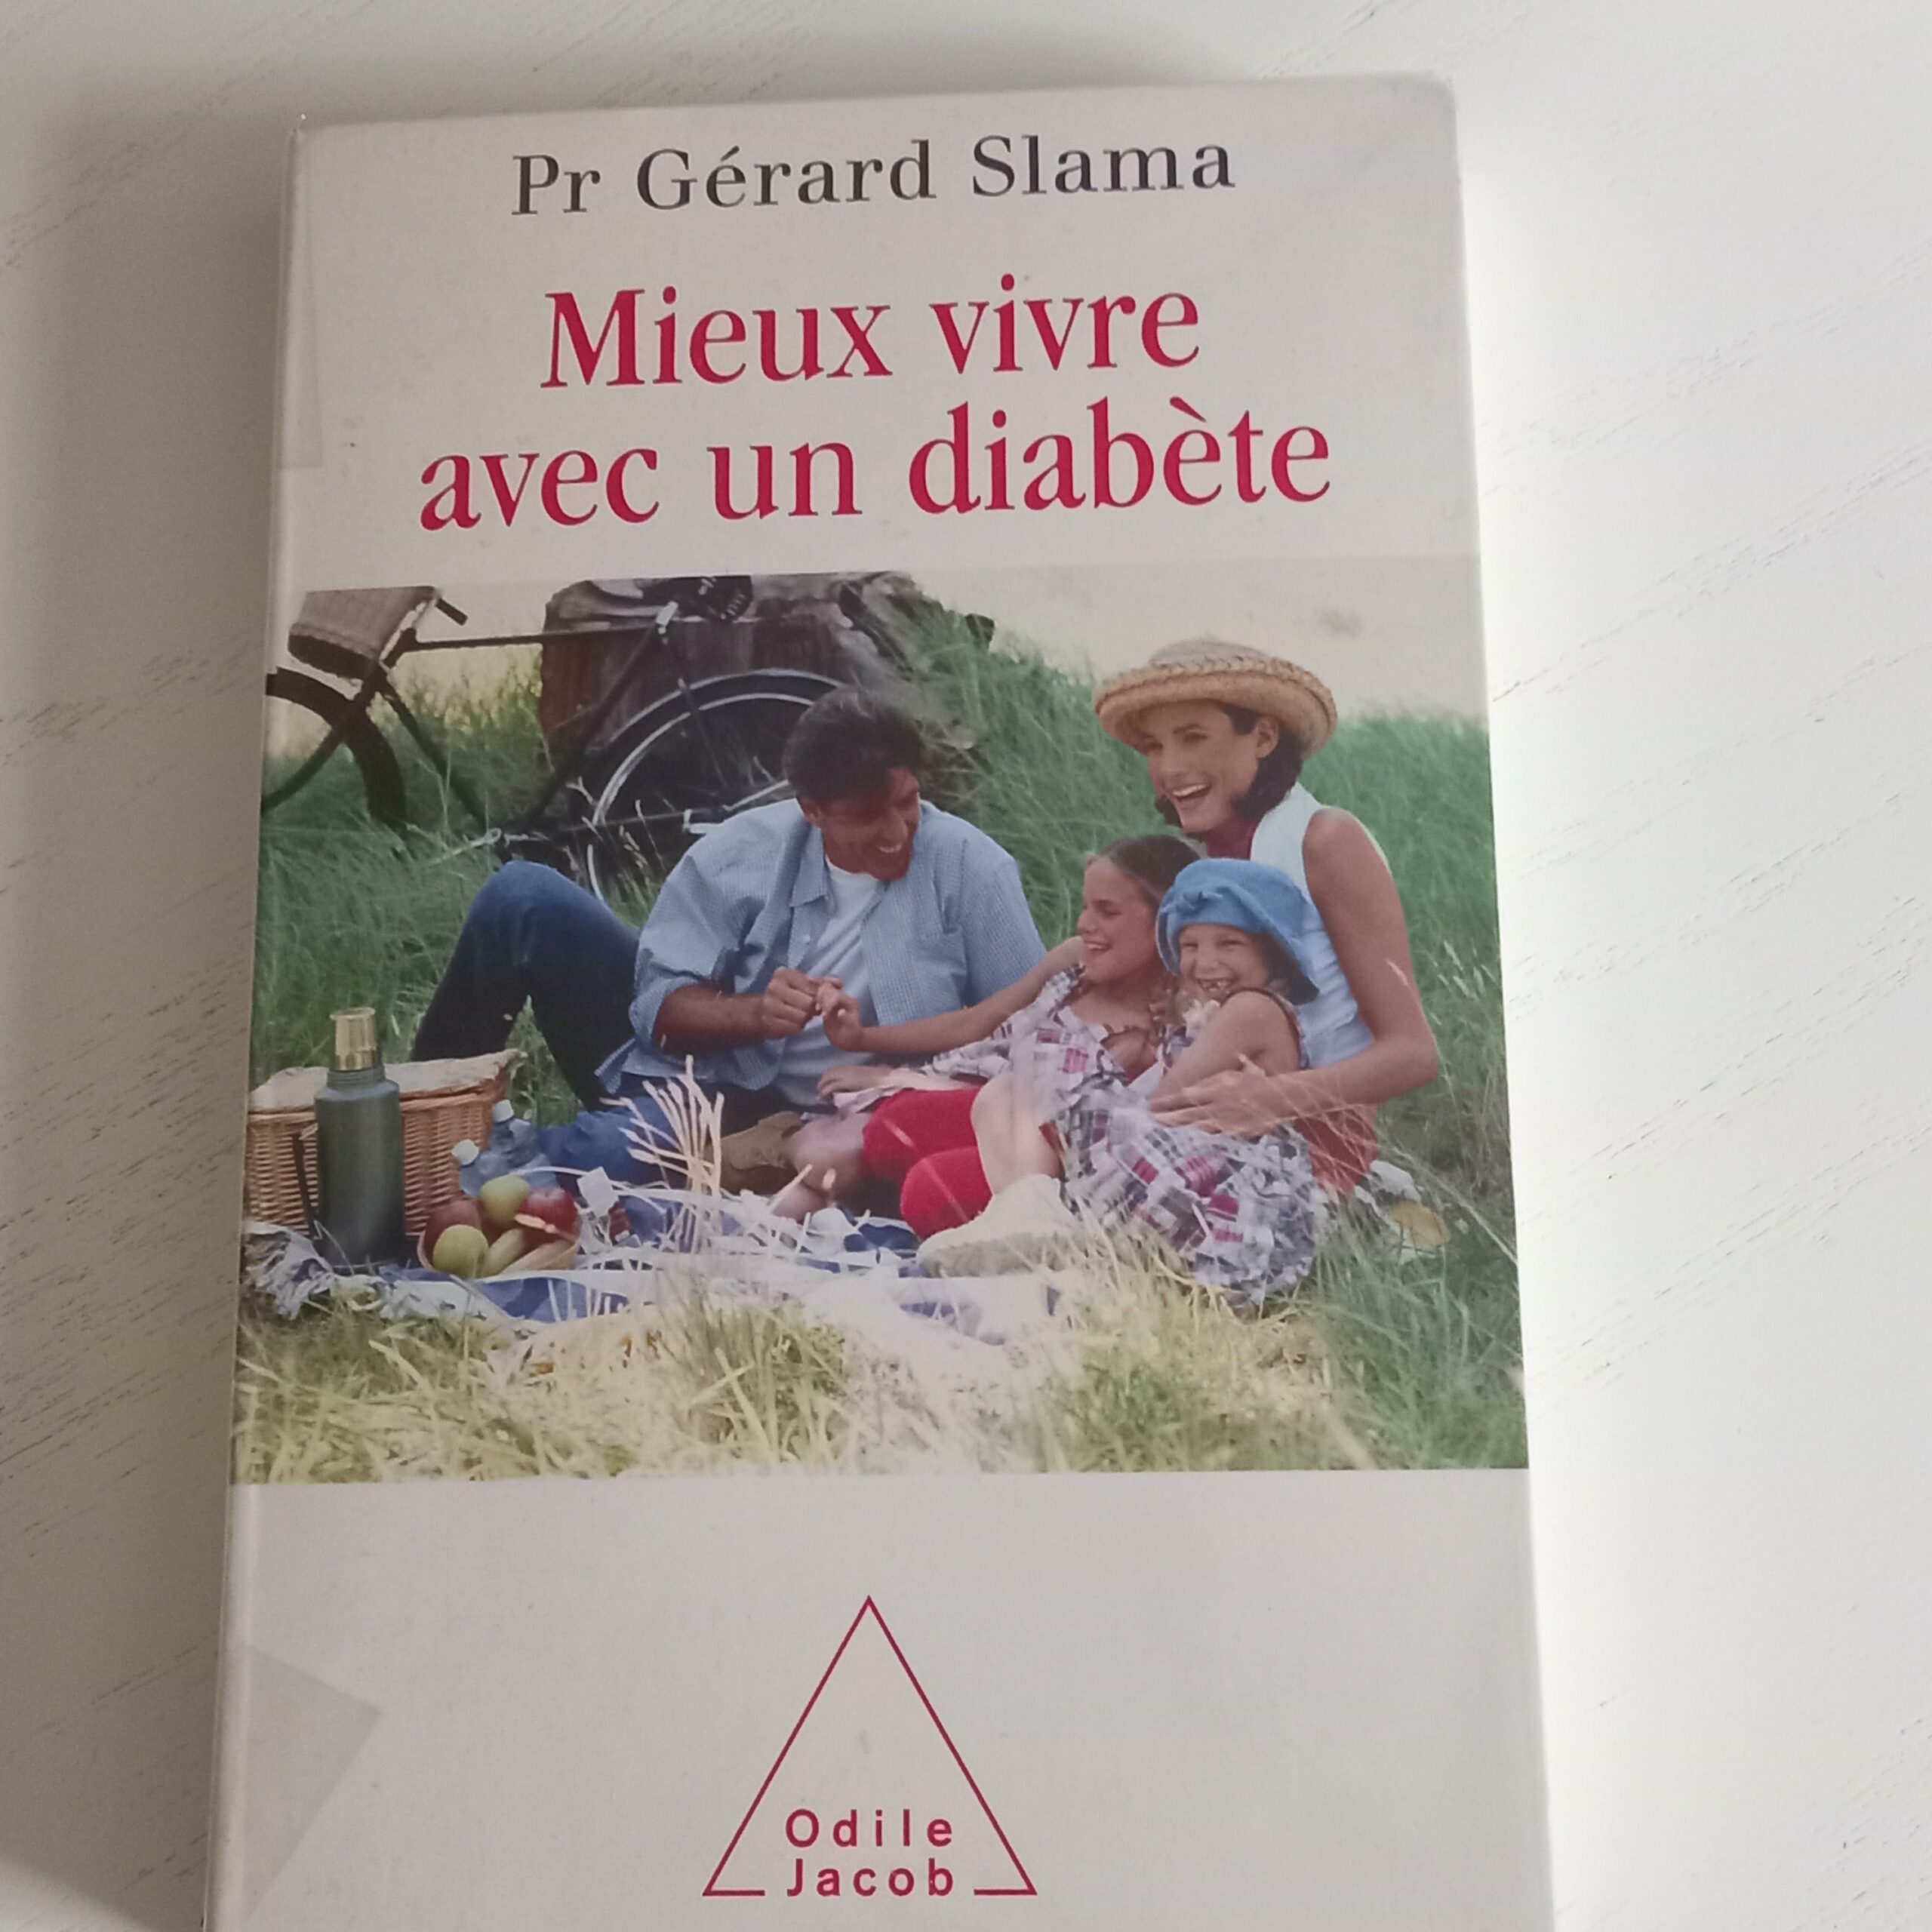 Pr Gérard Slama
Mieux vivre
avec un diabète
Odile
Jacob